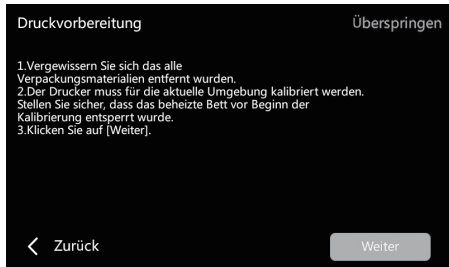 Druckvorbereitung
Überspringen
1.Vergewissern Sie sich das alle
Verpackungsmaterialien entfernt wurden.
2.Der Drucker muss für die aktuelle Umgebung kalibriert werden.
Stellen Sie sicher, dass das beheizte Bett vor Beginn der
Kalibrierung entsperrt wurde.
3.Klicken Sie auf [Weiter].
Zurück
Weiter